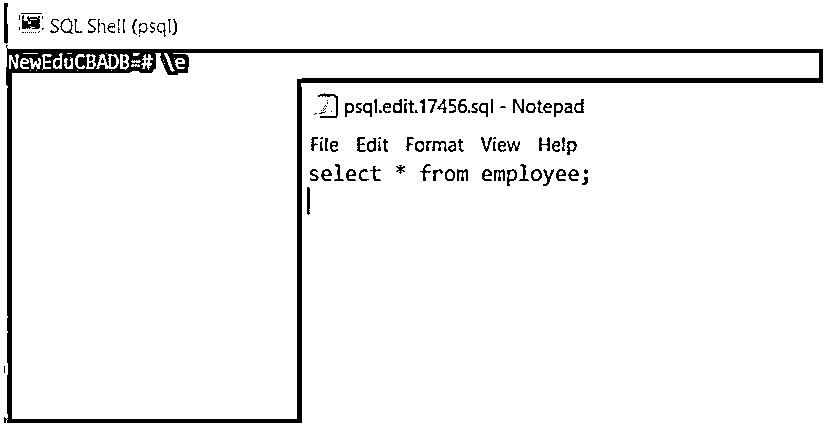 SQL Shell (psql)
NewEduCBADB=# \\e
psql.edit.17456.sql - Notepad
File Edit Format View Help
select * from employee;